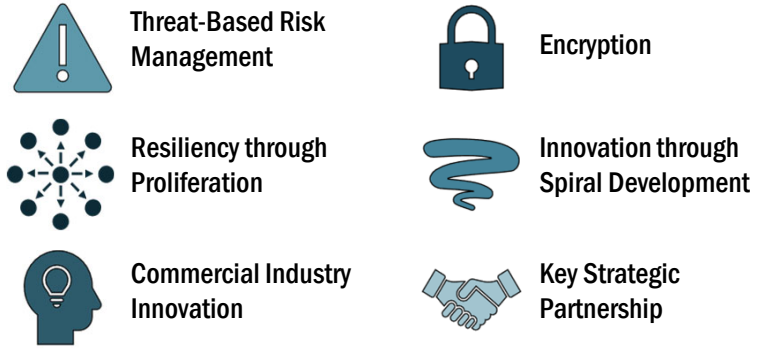 Threat-Based Risk
Management
Encryption
Resiliency through
Proliferation
Innovation through
Spiral Development
Commercial Industry
Innovation
Key Strategic
Partnership